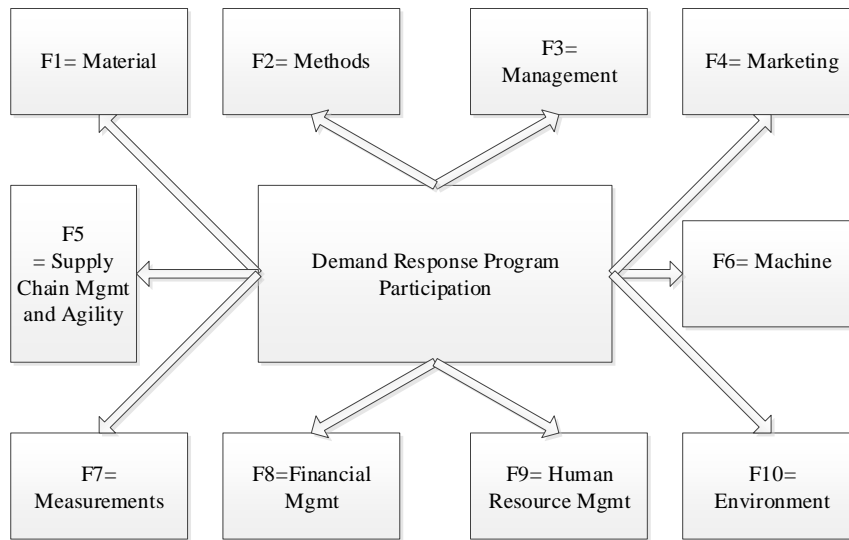 F1= Material
F2= Methods
F3=
Management
F4= Marketing
F5
= Supply
Chain Mgmt
and Agility
Demand Response Program
Participation
F6= Machine
F7=
Measurements
F8=Financial
Mgmt
F9= Human
Resource Mgmt
F10=
Environment